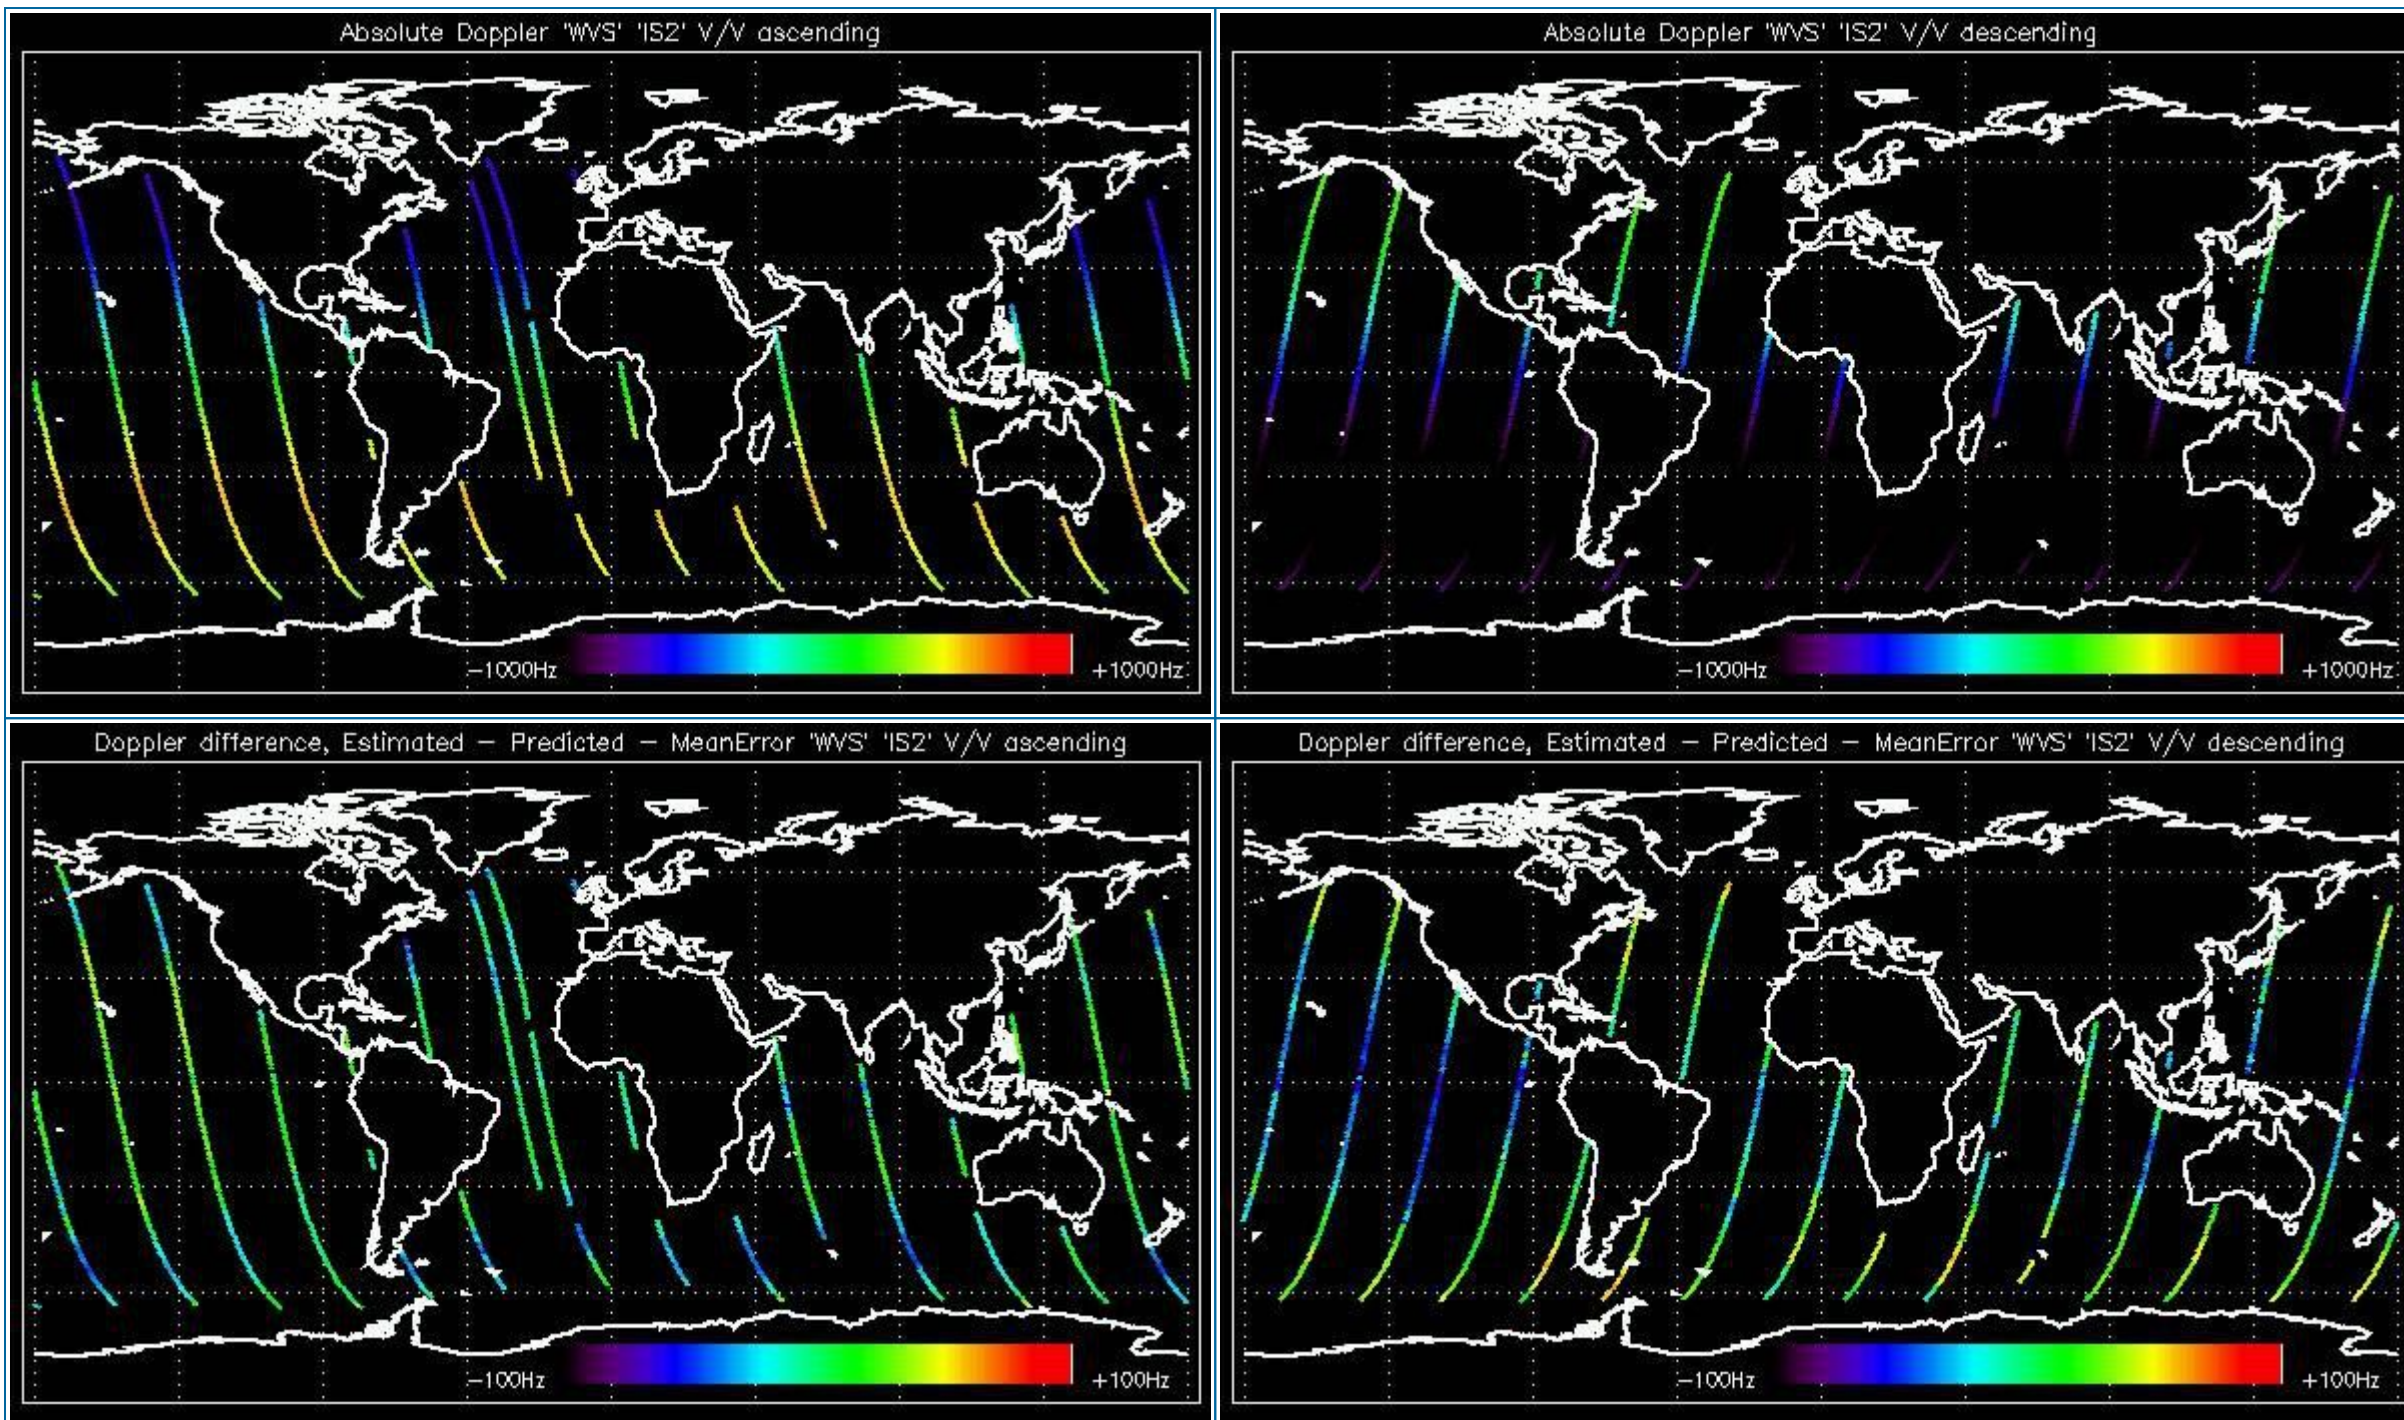 Absolute Doppler 'WVS' 'IS2' V/V ascending
-1000Hz
+1000Hz
Absolute Doppler 'WVS' 'IS2' V/V descending
-1000Hz
+1000Hz
Doppler difference, Estimated - Predicted - MeanError 'WVS' 'IS2' V/V ascending
-100Hz
+100Hz
Doppler difference, Estimated - Predicted - MeanError 'WVS' 'IS2' V/V descending
-100Hz
+100Hz